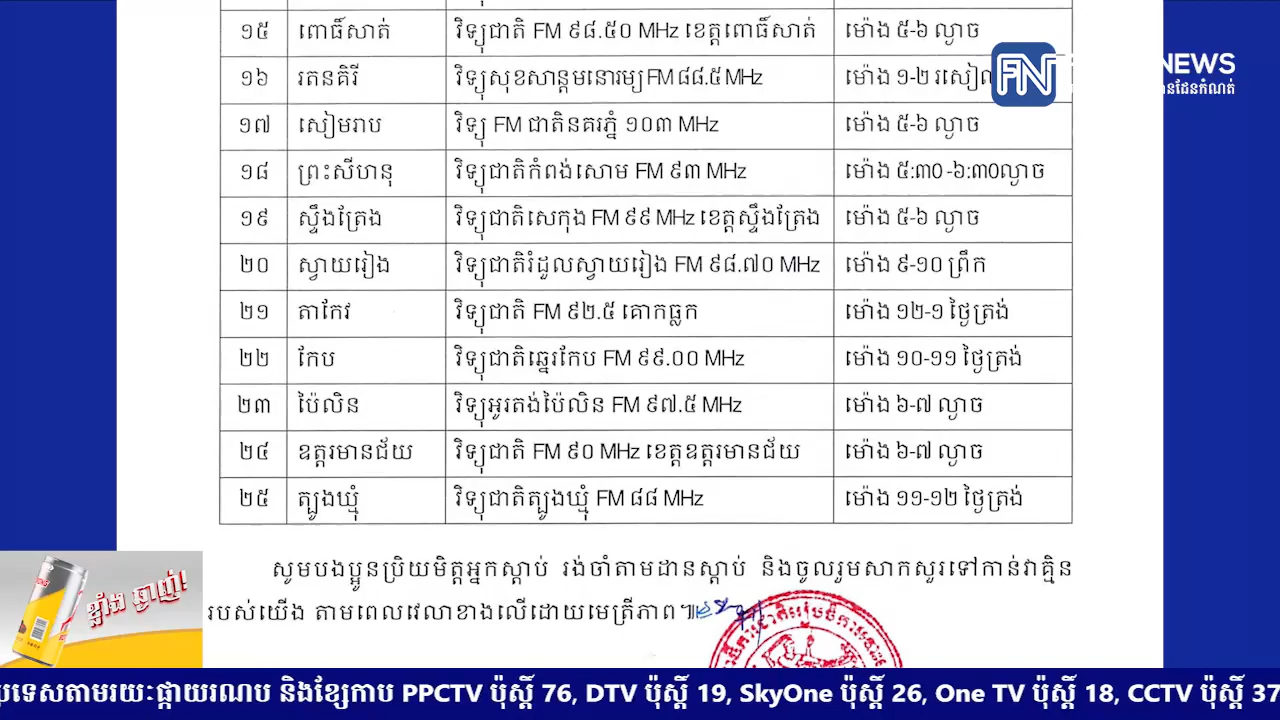 ១៥ ពោធិ៍សាត់ វិទ្យុជាតិ FM ៩៨.៥០ MHz ខេត្តពោធិ៍សាត់ ម៉ោង ៥-៦ ល្ងាច
១៦ រតនគិរី វិទ្យុសុខសាន្តមនោរម្យ FM ៨៨.៥ MHz ម៉ោង ១-២ រសៀល
១៧ សៀមរាប វិទ្យុ FM ជាតិនគរភ្នំ ១០៣ MHz ម៉ោង ៥-៦ ល្ងាច
១៨ ព្រះសីហនុ វិទ្យុជាតិកំពង់សោម FM ៩៣ MHz ម៉ោង ៥:៣០ -៦:៣០ល្ងាច
១៩ ស្ទឹងត្រែង វិទ្យុជាតិសេកុង FM ៩៩ MHz ខេត្តស្ទឹងត្រែង ម៉ោង ៥-៦ ល្ងាច
២០ ស្វាយរៀង វិទ្យុជាតិរំដួលស្វាយរៀង FM ៩៨.៧០ MHz ម៉ោង ៩-១០ ព្រឹក
២១ តាកែវ វិទ្យុជាតិ FM ៩២.៥ គោកធ្លក ម៉ោង ១២-១ ថ្ងៃត្រង់
២២ កែប វិទ្យុជាតិឆ្នេរកែប FM ៩៩.០០ MHz ម៉ោង ១០-១១ ថ្ងៃត្រង់
២៣ ប៉ៃលិន វិទ្យុអូរតង់ប៉ៃលិន FM ៩៧.៥ MHz ម៉ោង ៦-៧ ល្ងាច
២៤ ឧត្តរមានជ័យ វិទ្យុជាតិ FM ៩០ MHz ខេត្តឧត្តរមានជ័យ ម៉ោង ៦-៧ ល្ងាច
២៥ ត្បូងឃ្មុំ វិទ្យុជាតិត្បូងឃ្មុំ FM ៨៨ MHz ម៉ោង ១១-១២ ថ្ងៃត្រង់
សូមបងប្អូនប្រិយមិត្តអ្នកស្តាប់ រង់ចាំតាមដានស្តាប់ និងចូលរួមសាកសួរទៅកាន់វាគ្មិន
របស់យើង តាមពេលវេលាខាងលើដោយមេត្រីភាព៕
FN NEWS
ខ្លាំង ឆ្ងាញ់!
ប្រទេសតាមរយៈផ្កាយរណប និងខ្សែកាប PPCTV ប៉ុស្តិ៍ 76, DTV ប៉ុស្តិ៍ 19, SkyOne ប៉ុស្តិ៍ 26, One TV ប៉ុស្តិ៍ 18, CCTV ប៉ុស្តិ៍ 37